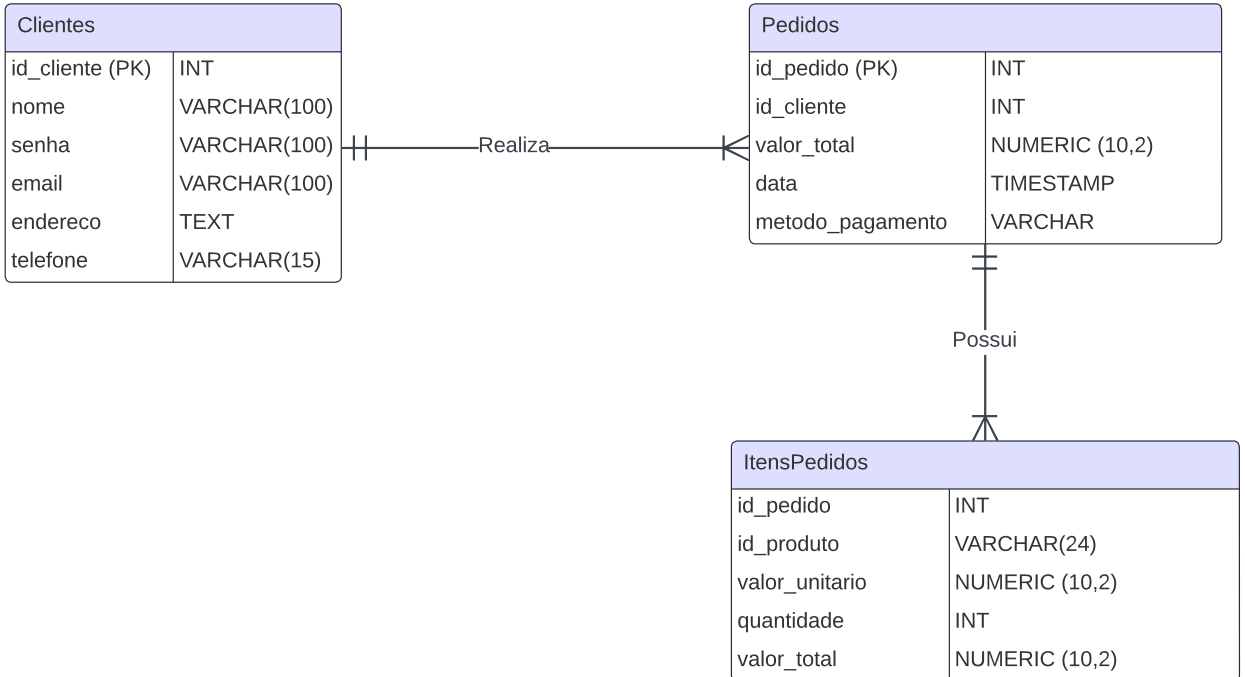 Clientes
id_cliente (PK) INT
nome VARCHAR(100)
senha VARCHAR(100)
email VARCHAR(100)
endereco TEXT
telefone VARCHAR(15)
Realiza
Pedidos
id_pedido (PK) INT
id_cliente INT
valor_total NUMERIC (10,2)
data TIMESTAMP
metodo_pagamento VARCHAR
Possui
ItensPedidos
id_pedido INT
id_produto VARCHAR(24)
valor_unitario NUMERIC (10,2)
quantidade INT
valor_total NUMERIC (10,2)